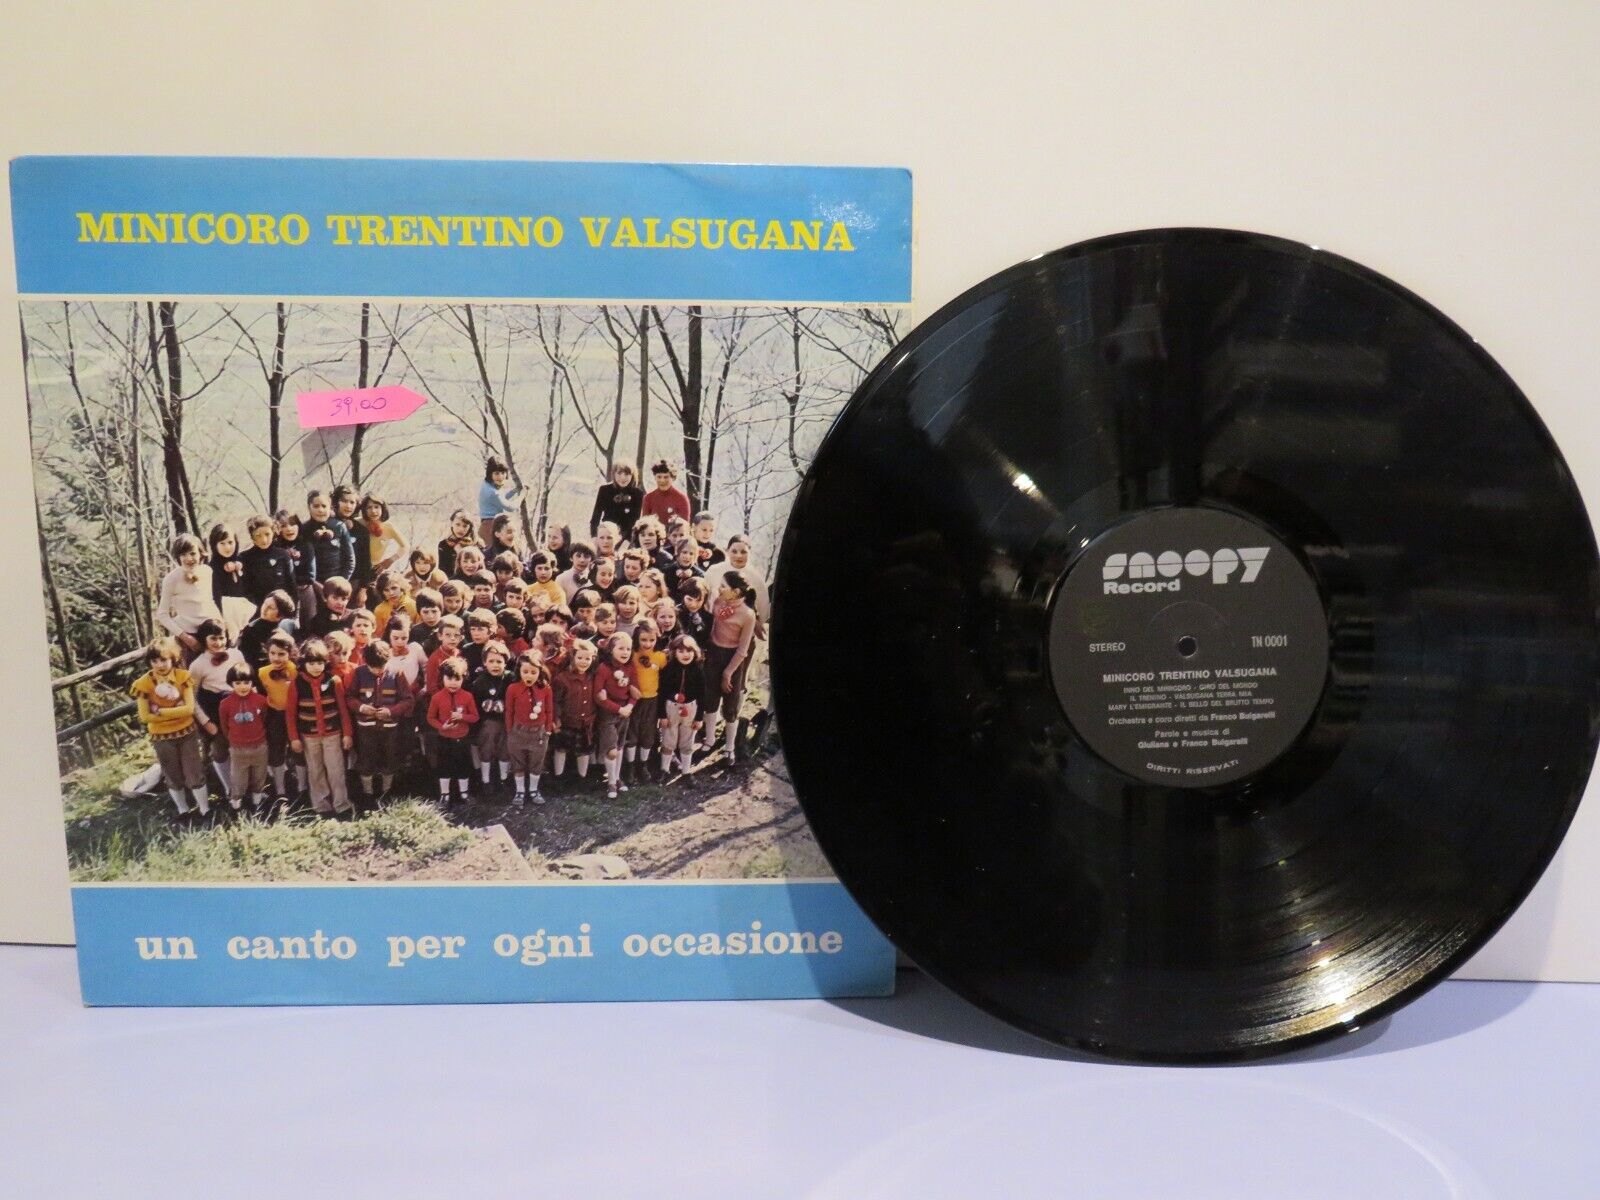 MINICORO TRENTINO VALSUGANA
39,00
un canto per ogni occasione
snoopy
Record
STEREO
TN 0001
MINICORO TRENTINO VALSUGANA
INNO DEL MINICORO - GIRO DEL MONDO
IL TRENINO - VALSUGANA TERRA MIA
MARY L'EMIGRANTE - IL BELLO DEL BRUTTO TEMPO
Orchestra e coro diretti da Franco Bulgarelli
Parole e musica di
Giuliana e Franco Bulgarelli
DIRITTI RISERVATI